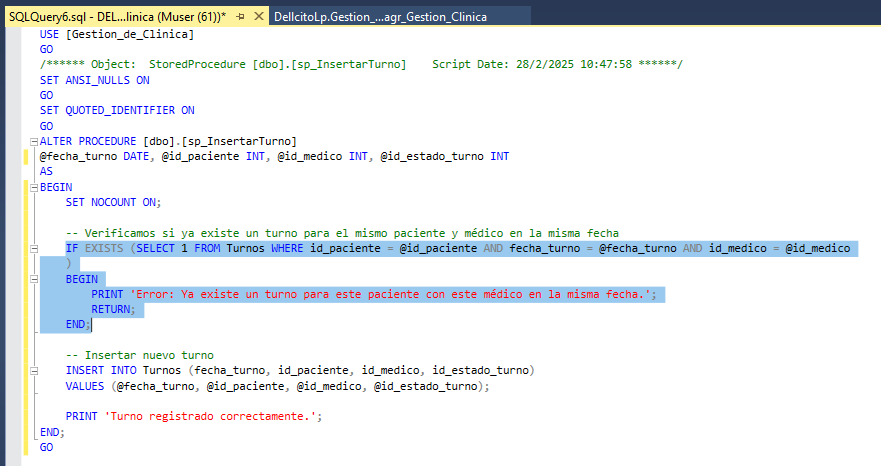 SQLQuery6.sql - DEL...linica (Muser (61))*
DellcitoLp.Gestion_...agr_Gestion_Clinica
USE [Gestion_de_Clinica]
GO
/****** Object:  StoredProcedure [dbo].[sp_InsertarTurno]    Script Date: 28/2/2025 10:47:58 ******/
SET ANSI_NULLS ON
GO
SET QUOTED_IDENTIFIER ON
GO
ALTER PROCEDURE [dbo].[sp_InsertarTurno]
@fecha_turno DATE, @id_paciente INT, @id_medico INT, @id_estado_turno INT
AS
BEGIN
    SET NOCOUNT ON;
    -- Verificamos si ya existe un turno para el mismo paciente y médico en la misma fecha
    IF EXISTS (SELECT 1 FROM Turnos WHERE id_paciente = @id_paciente AND fecha_turno = @fecha_turno AND id_medico = @id_medico
    )
    BEGIN
        PRINT 'Error: Ya existe un turno para este paciente con este médico en la misma fecha.';
        RETURN;
    END;
    -- Insertar nuevo turno
    INSERT INTO Turnos (fecha_turno, id_paciente, id_medico, id_estado_turno)
    VALUES (@fecha_turno, @id_paciente, @id_medico, @id_estado_turno);
    PRINT 'Turno registrado correctamente.';
END;
GO